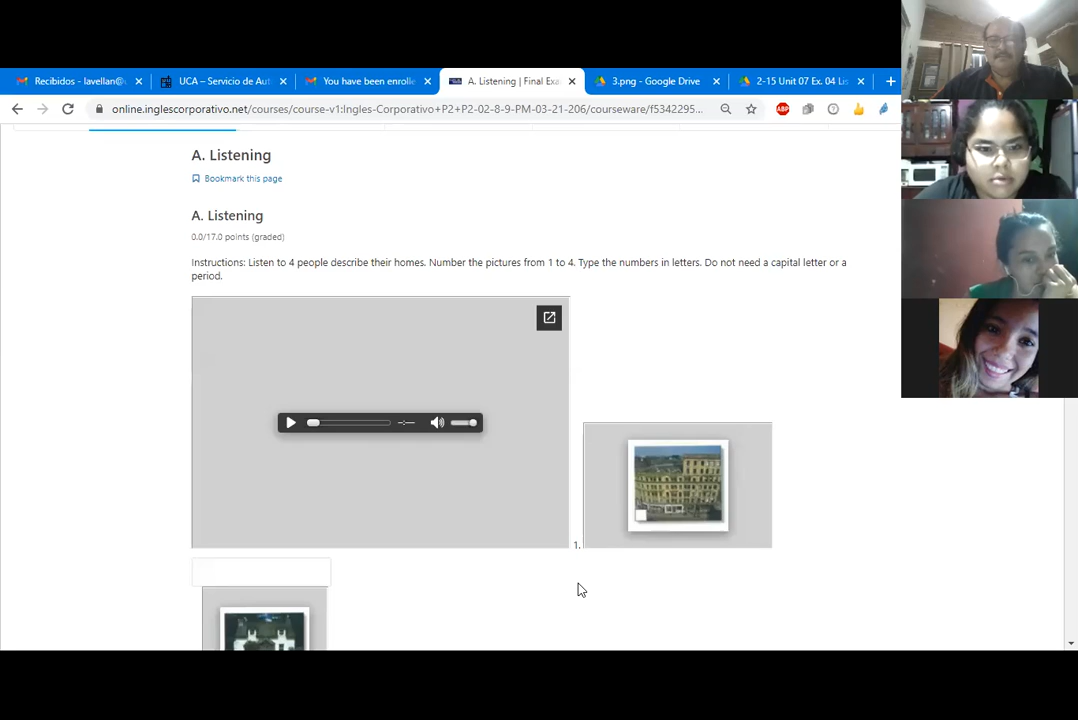 Recibidos - lavellan@u
UCA – Servicio de Aut
You have been enrolle
A. Listening | Final Exa
3.png - Google Drive
2-15 Unit 07 Ex. 04 Lis
online.inglescorporativo.net/courses/course-v1:Ingles-Corporativo+P2+P2-02-8-9-PM-03-21-206/courseware/f5342295...
ABP
A. Listening
Bookmark this page
A. Listening
0.0/17.0 points (graded)
Instructions: Listen to 4 people describe their homes. Number the pictures from 1 to 4. Type the numbers in letters. Do not need a capital letter or a
period.
-:--
1.